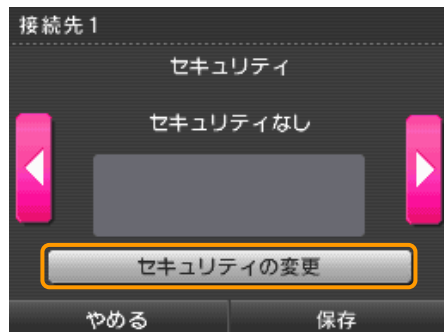 接続先1
セキュリティ
セキュリティなし
セキュリティの変更
やめる
保存